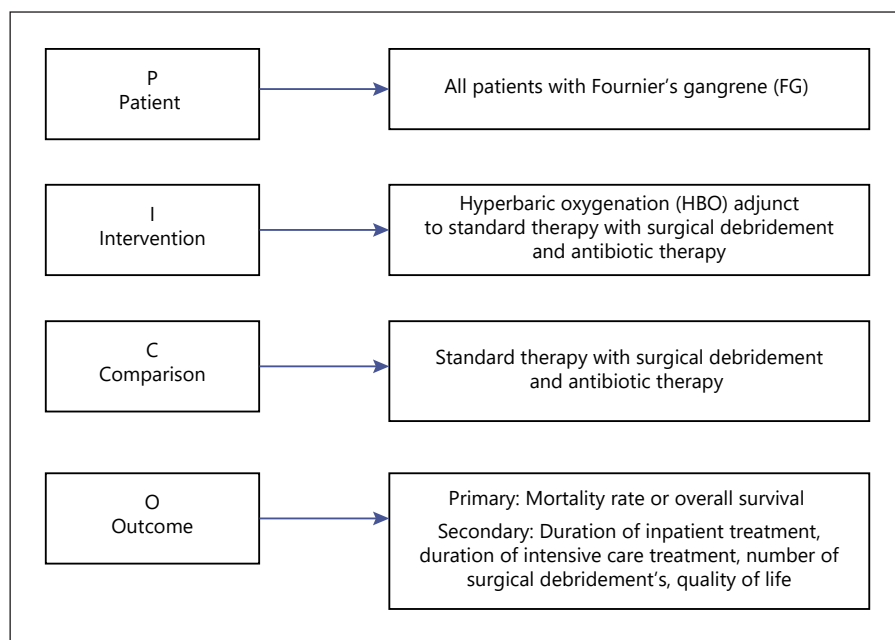 P
Patient
All patients with Fournier’s gangrene (FG)
I
Intervention
Hyperbaric oxygenation (HBO) adjunct
to standard therapy with surgical debridement
and antibiotic therapy
C
Comparison
Standard therapy with surgical debridement
and antibiotic therapy
O
Outcome
Primary: Mortality rate or overall survival
Secondary: Duration of inpatient treatment,
duration of intensive care treatment, number of
surgical debridement’s, quality of life